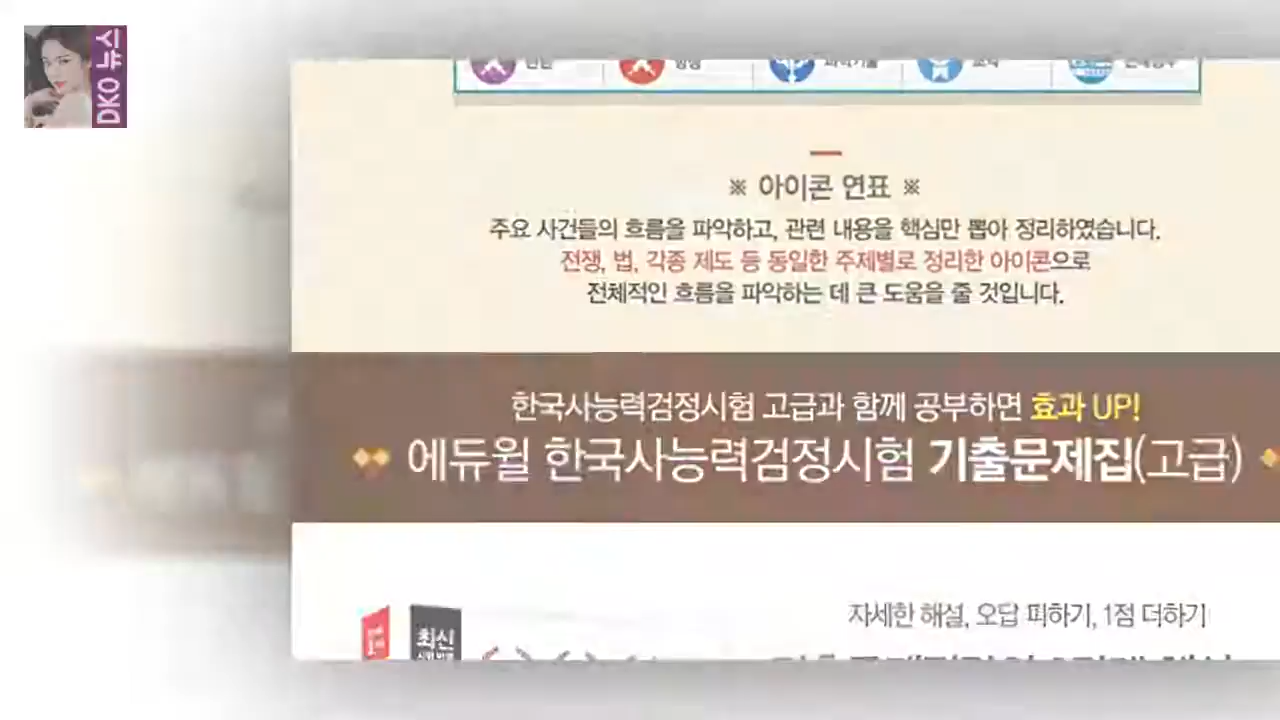 DKO 뉴스
※ 아이콘 연표 ※
주요 사건들의 흐름을 파악하고, 관련 내용을 핵심만 뽑아 정리하였습니다.
전쟁, 법, 각종 제도 등 동일한 주제별로 정리한 아이콘으로
전체적인 흐름을 파악하는 데 큰 도움을 줄 것입니다.
한국사능력검정시험 고급과 함께 공부하면 효과 UP!
에듀윌 한국사능력검정시험 기출문제집(고급)
자세한 해설, 오답 피하기, 1점 더하기
최신